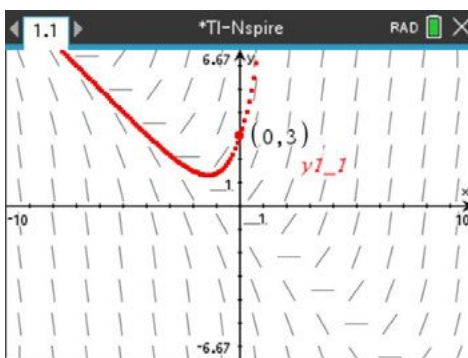 1.1 *TI-Nspire RAD
6.67 y
(0,3)
y1_1
1
x
-10 1 10
-6.67